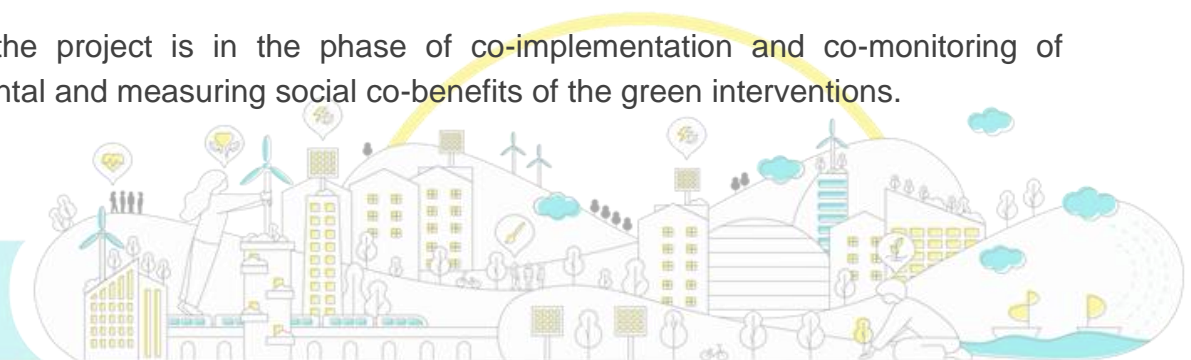 the project is in the phase of co-implementation and co-monitoring of
ntal and measuring social co-benefits of the green interventions.